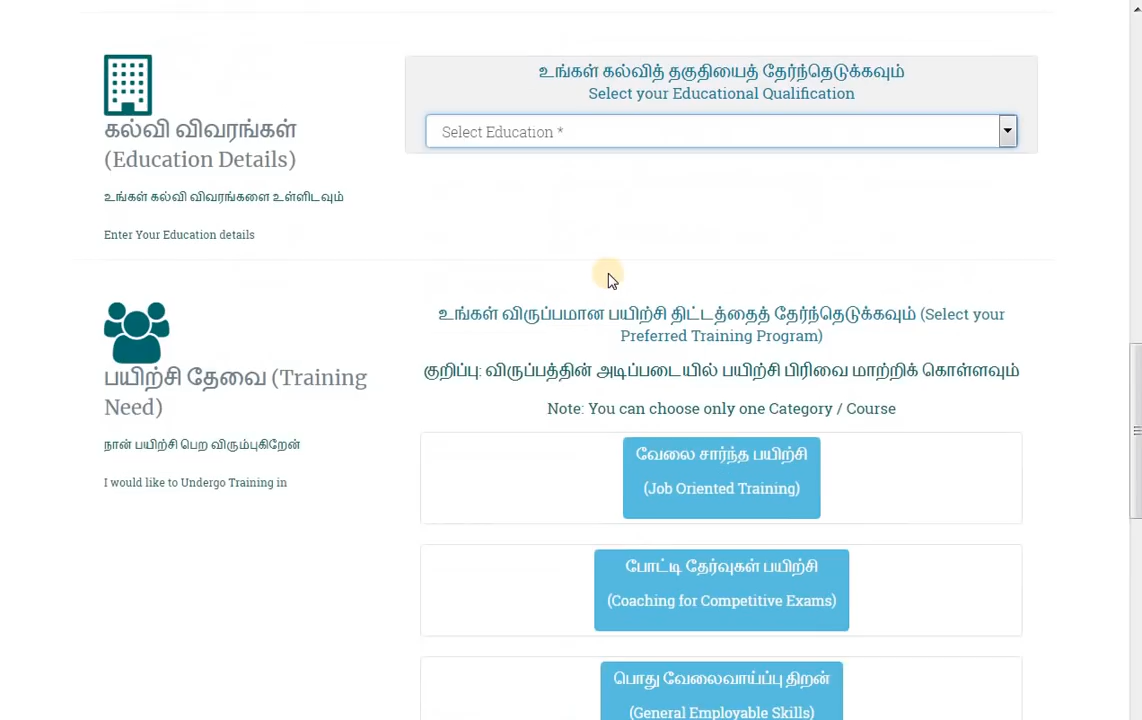 கல்வி விவரங்கள்
(Education Details)
உங்கள் கல்வி விவரங்களை உள்ளிடவும்
Enter Your Education details
உங்கள் கல்வித் தகுதியைத் தேர்ந்தெடுக்கவும்
Select your Educational Qualification
Select Education *
பயிற்சி தேவை (Training
Need)
நான் பயிற்சி பெற விரும்புகிறேன்
I would like to Undergo Training in
உங்கள் விருப்பமான பயிற்சி திட்டத்தைத் தேர்ந்தெடுக்கவும் (Select your
Preferred Training Program)
குறிப்பு: விருப்பத்தின் அடிப்படையில் பயிற்சி பிரிவை மாற்றிக் கொள்ளவும்
Note: You can choose only one Category / Course
வேலை சார்ந்த பயிற்சி
(Job Oriented Training)
போட்டி தேர்வுகள் பயிற்சி
(Coaching for Competitive Exams)
பொது வேலைவாய்ப்பு திறன்
(General Employable Skills)